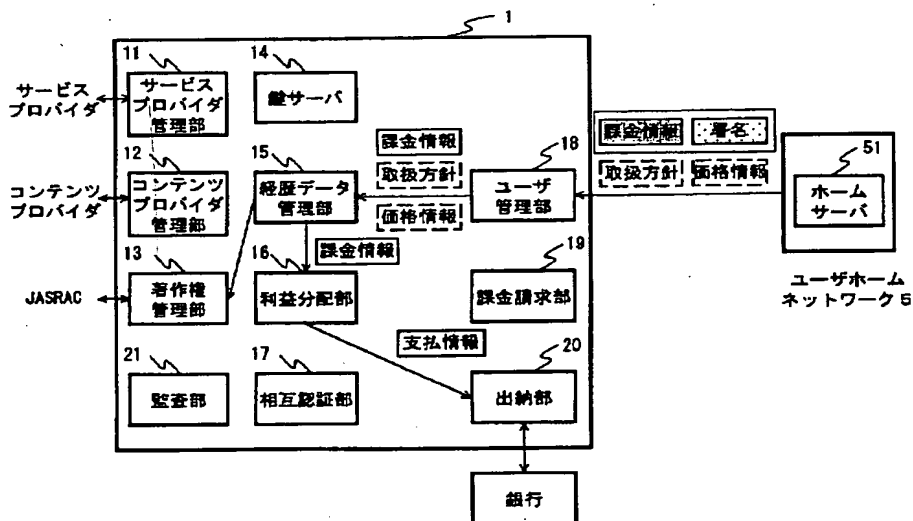 1
11
サービス
プロバイダ
管理部
14
鍵サーバ
サービス
プロバイダ
課金情報
署名
取扱方針
価格情報
51
ホーム
サーバ
ユーザホーム
ネットワーク5
12
コンテンツ
プロバイダ
管理部
コンテンツ
プロバイダ
15
経歴データ
管理部
課金情報
取扱方針
価格情報
18
ユーザ
管理部
13
著作権
管理部
JASRAC
16
利益分配部
課金情報
19
課金請求部
支払情報
21
監査部
17
相互認証部
20
出納部
銀行